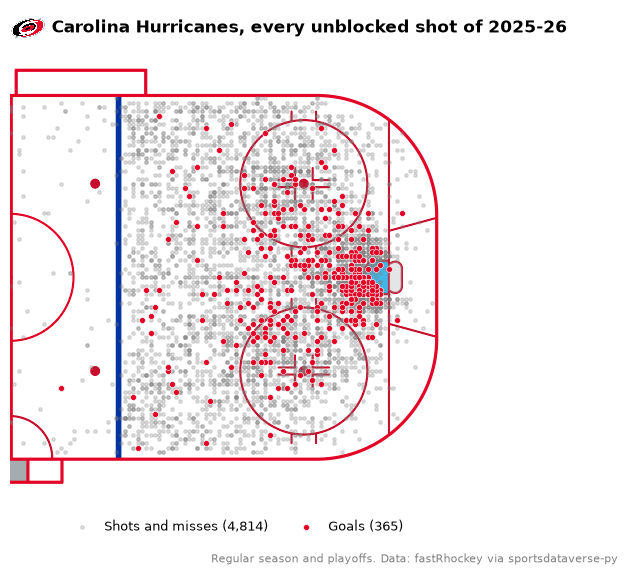 Carolina Hurricanes, every unblocked shot of 2025-26
Shots and misses (4,814)
Goals (365)
Regular season and playoffs. Data: fastRhockey via sportsdataverse-py